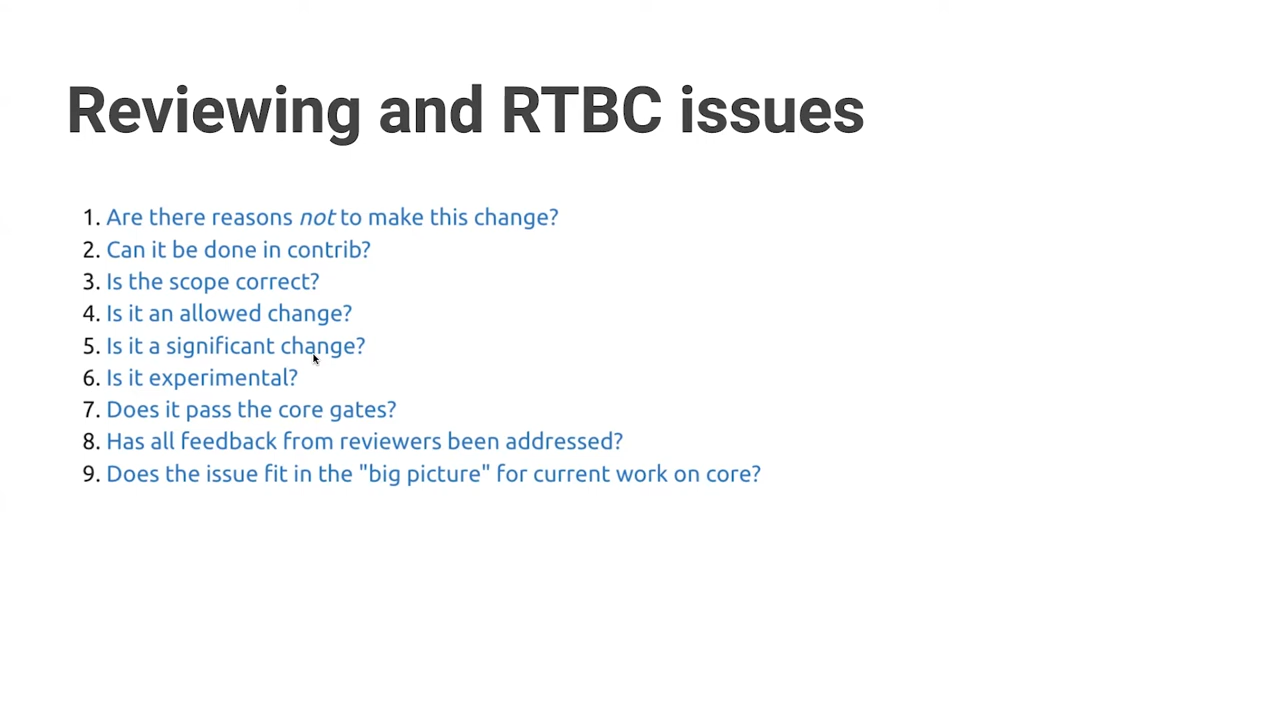 Reviewing and RTBC issues
1. Are there reasons not to make this change?
2. Can it be done in contrib?
3. Is the scope correct?
4. Is it an allowed change?
5. Is it a significant change?
6. Is it experimental?
7. Does it pass the core gates?
8. Has all feedback from reviewers been addressed?
9. Does the issue fit in the "big picture" for current work on core?